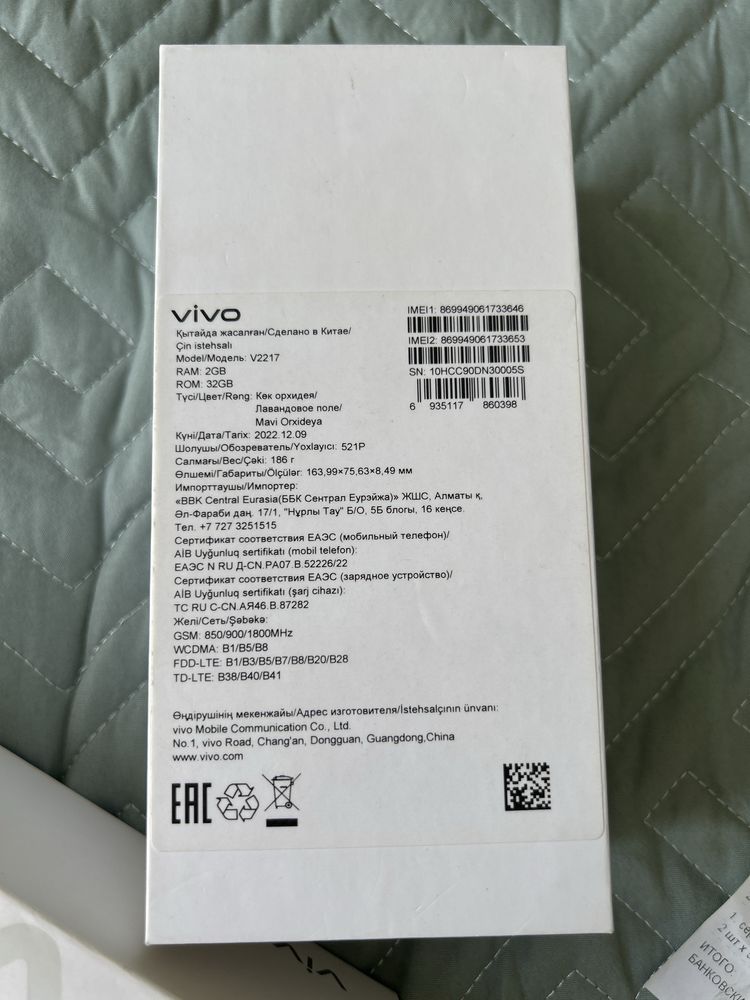 vivo
Қытайда жасалған/Сделано в Китае/
Çin istehsalı
Model/Модель: V2217
RAM: 2GB
ROM: 32GB
Түсі/Цвет/Rəng: Көк орхидея/
Лавандовое поле/
Mavi Orxideya
Күні/Дата/Tarix: 2022.12.09
Шолушы/Обозреватель/Yoxlayıcı: 521P
Салмағы/Вес/Çəki: 186 г
Өлшемі/Габариты/Ölçülər: 163,99×75,63×8,49 мм
Импорттаушы/Импортер:
«BBK Central Eurasia(ББК Сентрал Еурэйжа)» ЖШС, Алматы қ,
Әл-Фараби даң. 17/1, "Нұрлы Тау" Б/О, 5Б блогы, 16 кеңсе.
Тел. +7 727 3251515
Сертификат соответствия ЕАЭС (мобильный телефон)/
AİB Uyğunluq sertifikatı (mobil telefon):
ЕАЭС N RU Д-CN.РА07.В.52226/22
Сертификат соответствия ЕАЭС (зарядное устройство)/
AİB Uyğunluq sertifikatı (şarj cihazı):
ТС RU С-CN.АЯ46.В.87282
Желі/Сеть/Şəbəkə:
GSM: 850/900/1800MHz
WCDMA: B1/B5/B8
FDD-LTE: B1/B3/B5/B7/B8/B20/B28
TD-LTE: B38/B40/B41
Өндірушінің мекенжайы/Адрес изготовителя/İstehsalçının ünvanı:
vivo Mobile Communication Co., Ltd.
No.1, vivo Road, Chang'an, Dongguan, Guangdong,China
www.vivo.com
EAC
IMEI1: 869949061733646
IMEI2: 869949061733653
SN: 10HCC90DN30005S
6 935117 860398
vivo
2 шт х
ИТОГО: